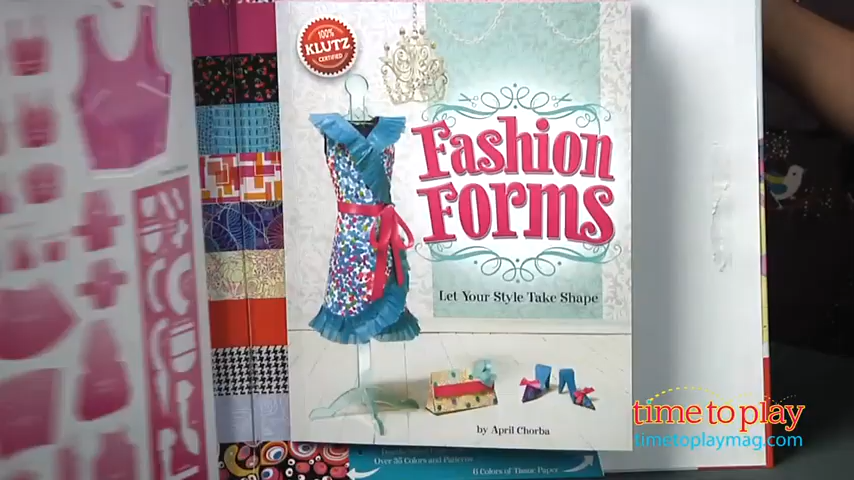 100%
KLUTZ
CERTIFIED
Fashion
Forms
Let Your Style Take Shape
by April Chorba
Over 35 Colors and Patterns
6 Colors of Tissue Paper
time to play
timetoplaymag.com